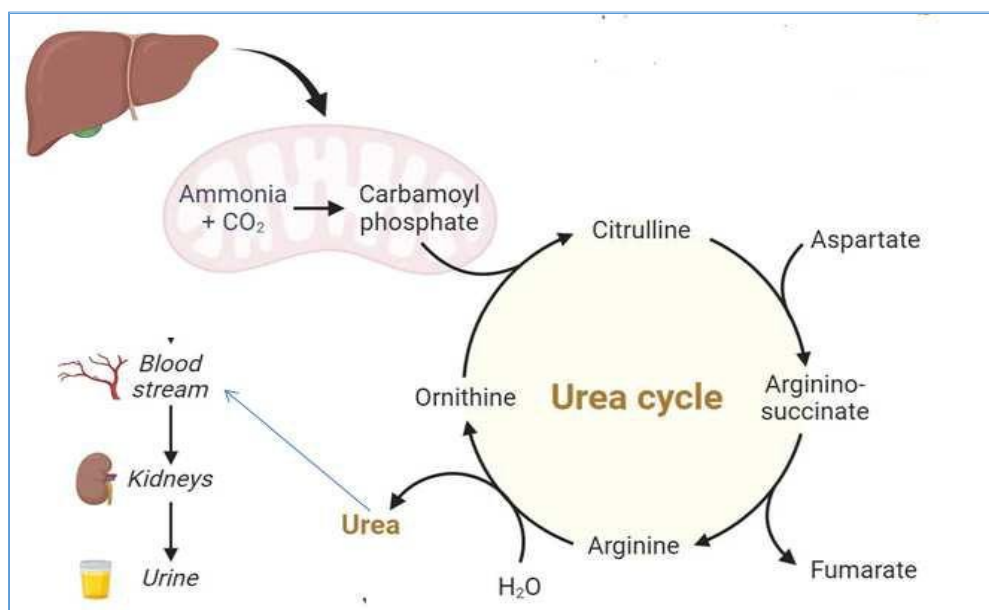 Ammonia
+ CO₂
Carbamoyl
phosphate
Citrulline
Aspartate
Blood
stream
Ornithine
Urea cycle
Arginino-
succinate
Kidneys
Urea
Arginine
Urine
H₂O
Fumarate